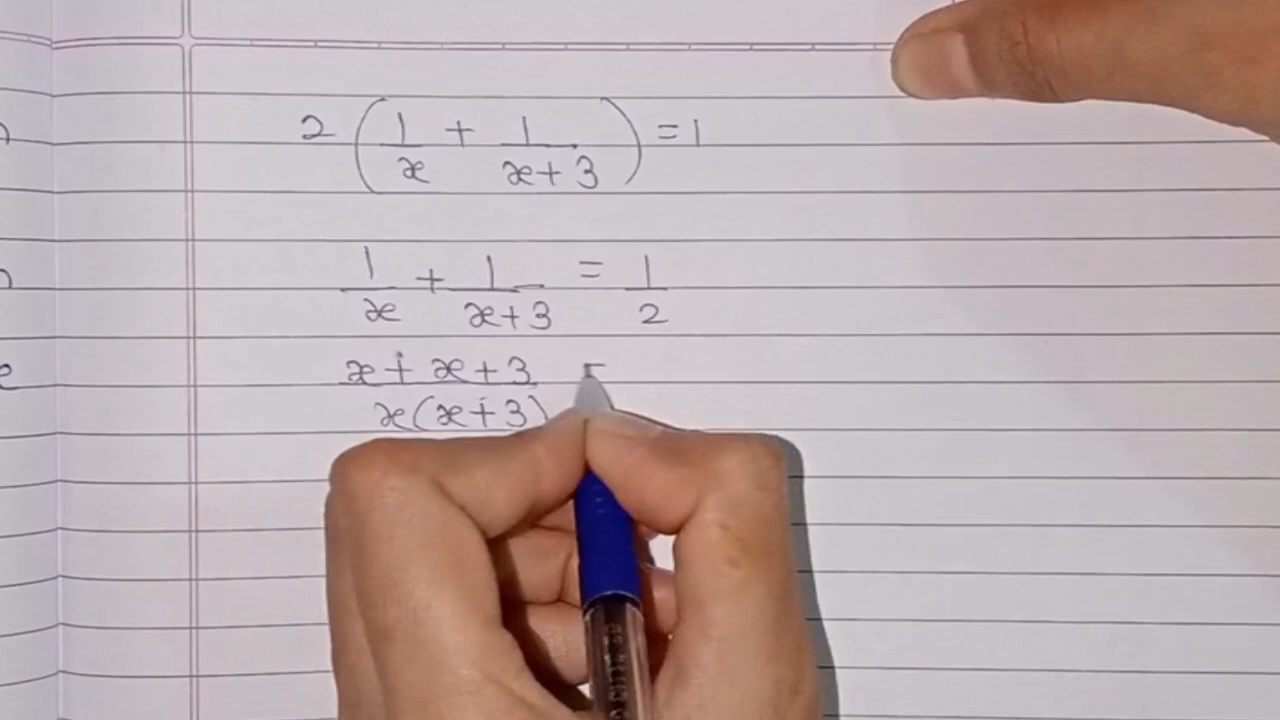 2 ( 1/x + 1/(x+3) ) = 1
1/x + 1/(x+3) = 1/2
(x + x + 3)/(x(x+3))